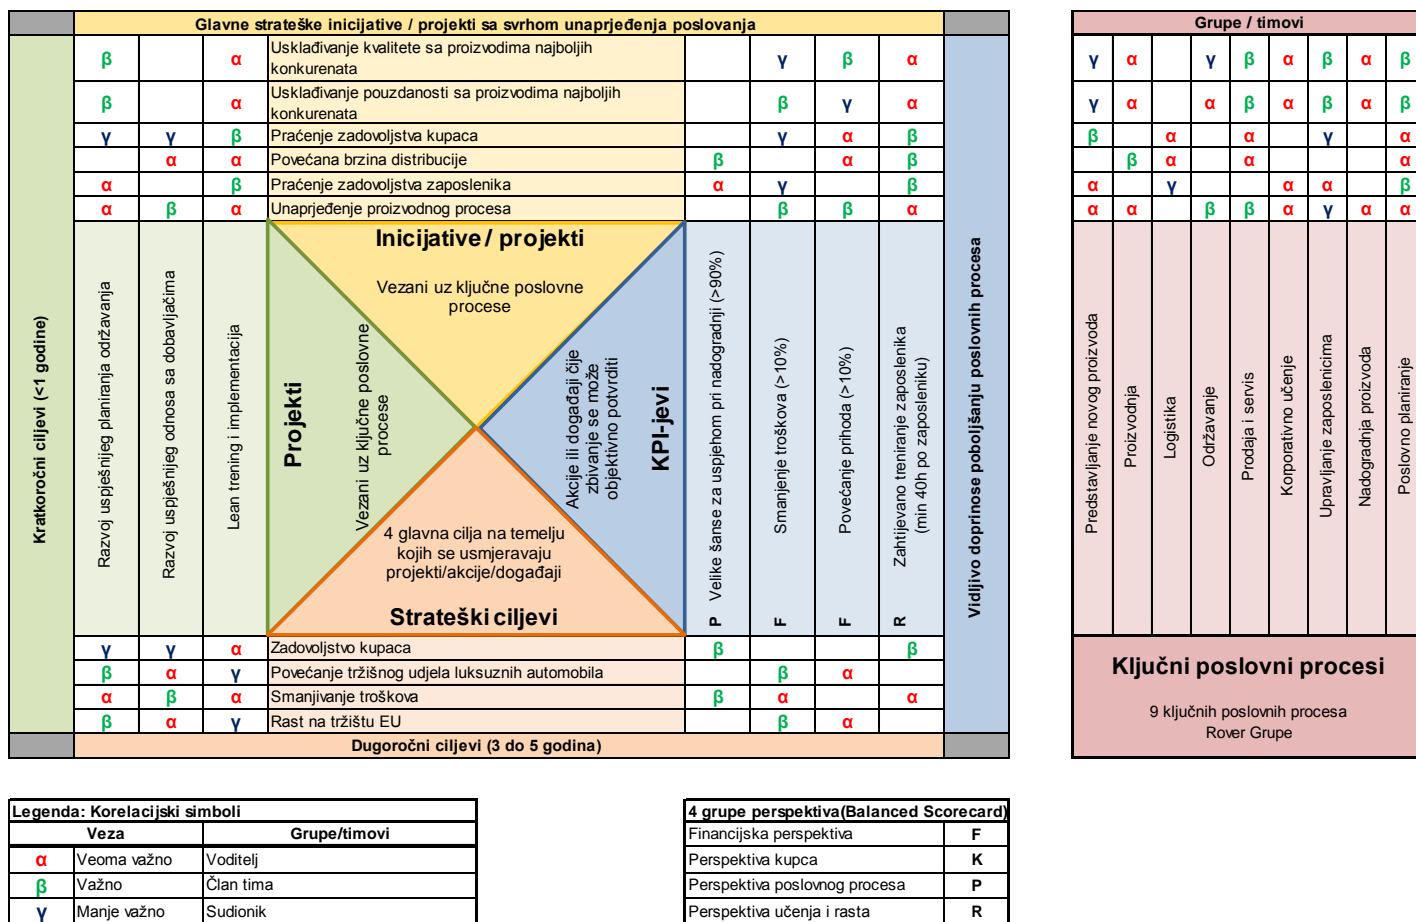 Glavne strateške inicijative / projekti sa svrhom unaprjeđenja poslovanja
Grupe / timovi
β α Usklađivanje kvalitete sa proizvodima najboljih
konkurenata γ β α γ α γ β α β α β
β α Usklađivanje pouzdanosti sa proizvodima najboljih
konkurenata β γ α γ α α β α β α β
γ γ β Praćenje zadovoljstva kupaca γ α β β α α γ α
α α Povećana brzina distribucije β α β β α α α
α β Praćenje zadovoljstva zaposlenika α γ β α γ α α β
α β α Unaprjeđenje proizvodnog procesa β β α α α β β α γ α α
Kratkoročni ciljevi (<1 godine)
Razvoj uspješnijeg planiranja održavanja
Razvoj uspješnijeg odnosa sa dobavljačima
Lean trening i implementacija
Inicijative / projekti
Vezani uz ključne poslovne
procese
Projekti
Vezani uz ključne poslovne
procese
Akcije ili događaji čije
zbivanje se može
objektivno potvrditi
KPI-jevi
4 glavna cilja na temelju
kojih se usmjeravaju
projekti/akcije/događaji
Strateški ciljevi
P Velike šanse za uspjehom pri nadogradnji (>90%)
F Smanjenje troškova (>10%)
F Povećanje prihoda (>10%)
R Zahtijevano treniranje zaposlenika
(min 40h po zaposleniku)
Vidljivo doprinose poboljšanju poslovnih procesa
Predstavljanje novog proizvoda
Proizvodnja
Logistika
Održavanje
Prodaja i servis
Korporativno učenje
Upravljanje zaposlenicima
Nadogradnja proizvoda
Poslovno planiranje
γ γ α Zadovoljstvo kupaca β β
β α γ Povećanje tržišnog udjela luksuznih automobila β α
α β α Smanjivanje troškova β α α
β α γ Rast na tržištu EU β α
Dugoročni ciljevi (3 do 5 godina)
Ključni poslovni procesi
9 ključnih poslovnih procesa
Rover Grupe
Legenda: Korelacijski simboli
Veza Grupe/timovi
α Veoma važno Voditelj
β Važno Član tima
γ Manje važno Sudionik
4 grupe perspektiva(Balanced Scorecard)
Financijska perspektiva F
Perspektiva kupca K
Perspektiva poslovnog procesa P
Perspektiva učenja i rasta R